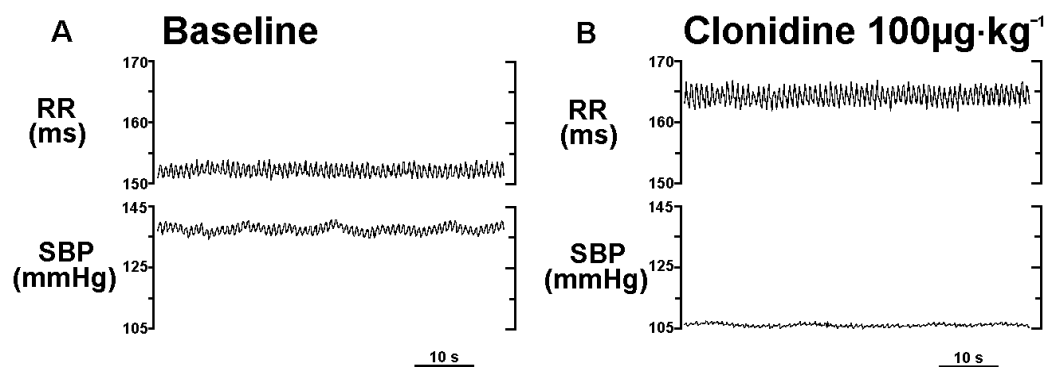 A Baseline
170
RR
(ms)
160
150
145
SBP
(mmHg)
125
105
10 s
B Clonidine 100µg·kg⁻¹
170
RR
(ms)
160
150
145
SBP
(mmHg)
125
105
10 s